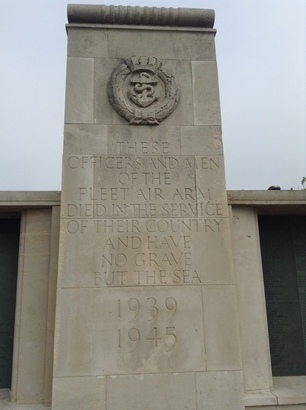 THESE
OFFICERS AND MEN
OF THE
FLEET AIR ARM
DIED IN THE SERVICE
OF THEIR COUNTRY
AND HAVE
NO GRAVE
BUT THE SEA
1939
1945